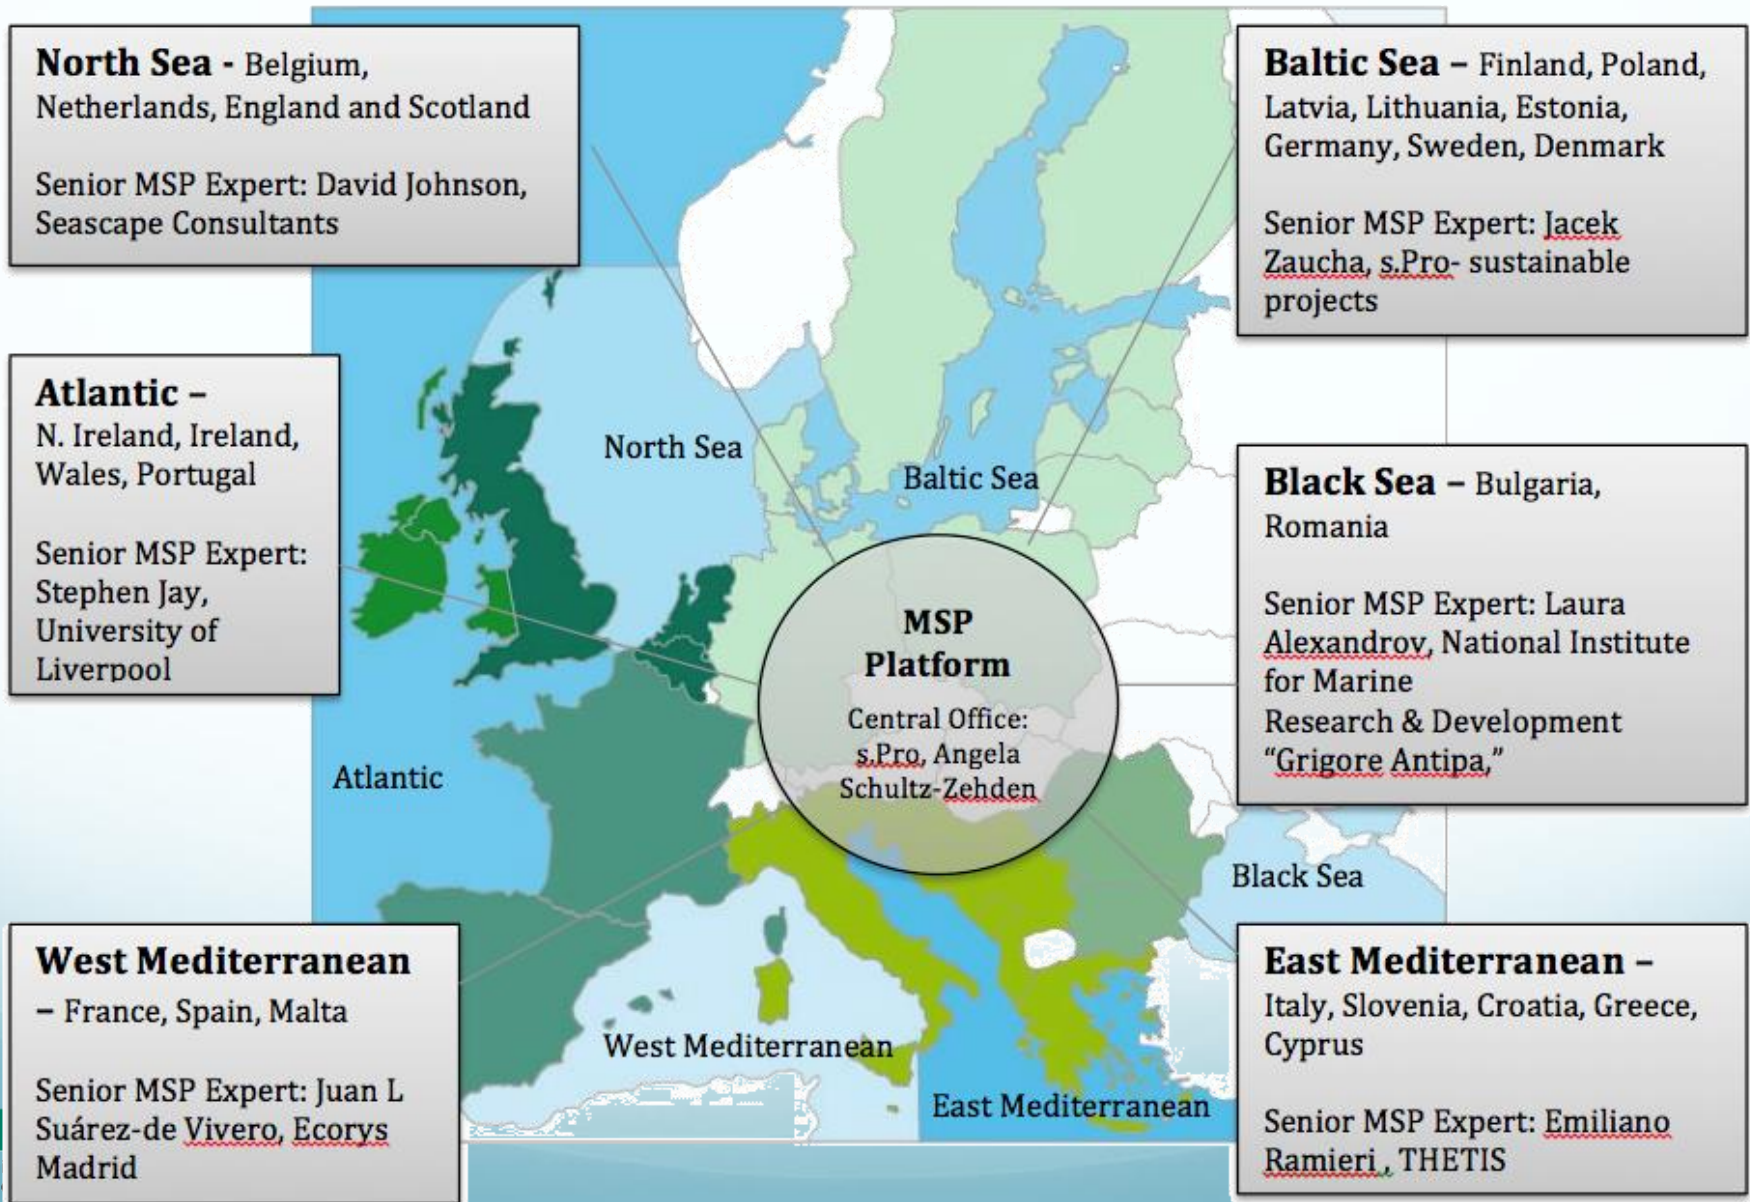 North Sea - Belgium,
Netherlands, England and Scotland
Senior MSP Expert: David Johnson,
Seascape Consultants
Baltic Sea – Finland, Poland,
Latvia, Lithuania, Estonia,
Germany, Sweden, Denmark
Senior MSP Expert: Jacek
Zaucha, s.Pro- sustainable
projects
Atlantic –
N. Ireland, Ireland,
Wales, Portugal
Senior MSP Expert:
Stephen Jay,
University of
Liverpool
North Sea
Baltic Sea
Black Sea – Bulgaria,
Romania
Senior MSP Expert: Laura
Alexandrov, National Institute
for Marine
Research & Development
“Grigore Antipa,”
MSP
Platform
Central Office:
s.Pro, Angela
Schultz-Zehden
Atlantic
Black Sea
West Mediterranean
– France, Spain, Malta
Senior MSP Expert: Juan L
Suárez-de Vivero, Ecorys
Madrid
West Mediterranean
East Mediterranean
East Mediterranean –
Italy, Slovenia, Croatia, Greece,
Cyprus
Senior MSP Expert: Emiliano
Ramieri , THETIS